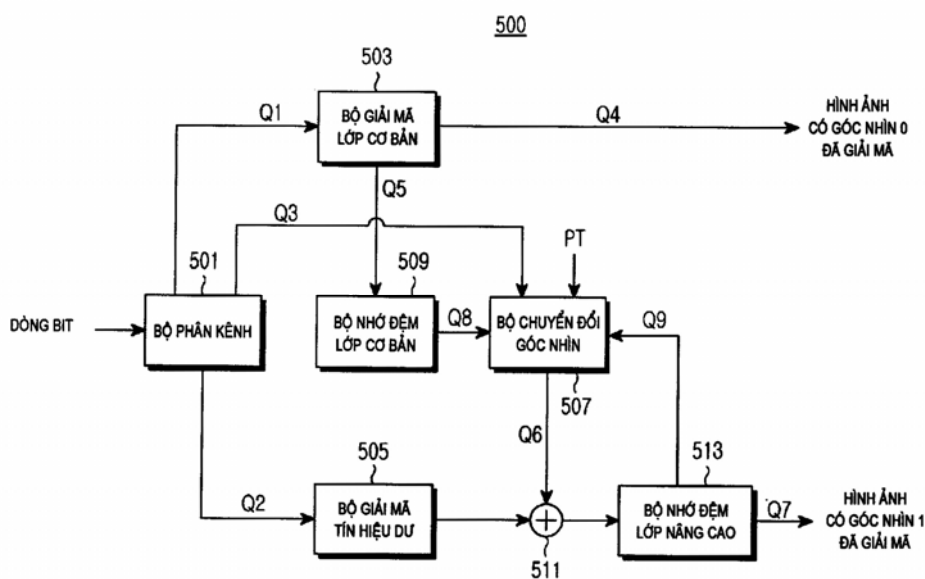 500
503
BỘ GIẢI MÃ
LỚP CƠ BẢN
Q1
Q4
HÌNH ẢNH
CÓ GÓC NHÌN 0
ĐÃ GIẢI MÃ
Q5
Q3
PT
501
BỘ PHÂN KÊNH
DÒNG BIT
509
BỘ NHỚ ĐỆM
LỚP CƠ BẢN
Q8
BỘ CHUYỂN ĐỔI
GÓC NHÌN
507
Q9
Q6
505
BỘ GIẢI MÃ
TÍN HIỆU DƯ
Q2
511
513
BỘ NHỚ ĐỆM
LỚP NÂNG CAO
Q7
HÌNH ẢNH
CÓ GÓC NHÌN 1
ĐÃ GIẢI MÃ